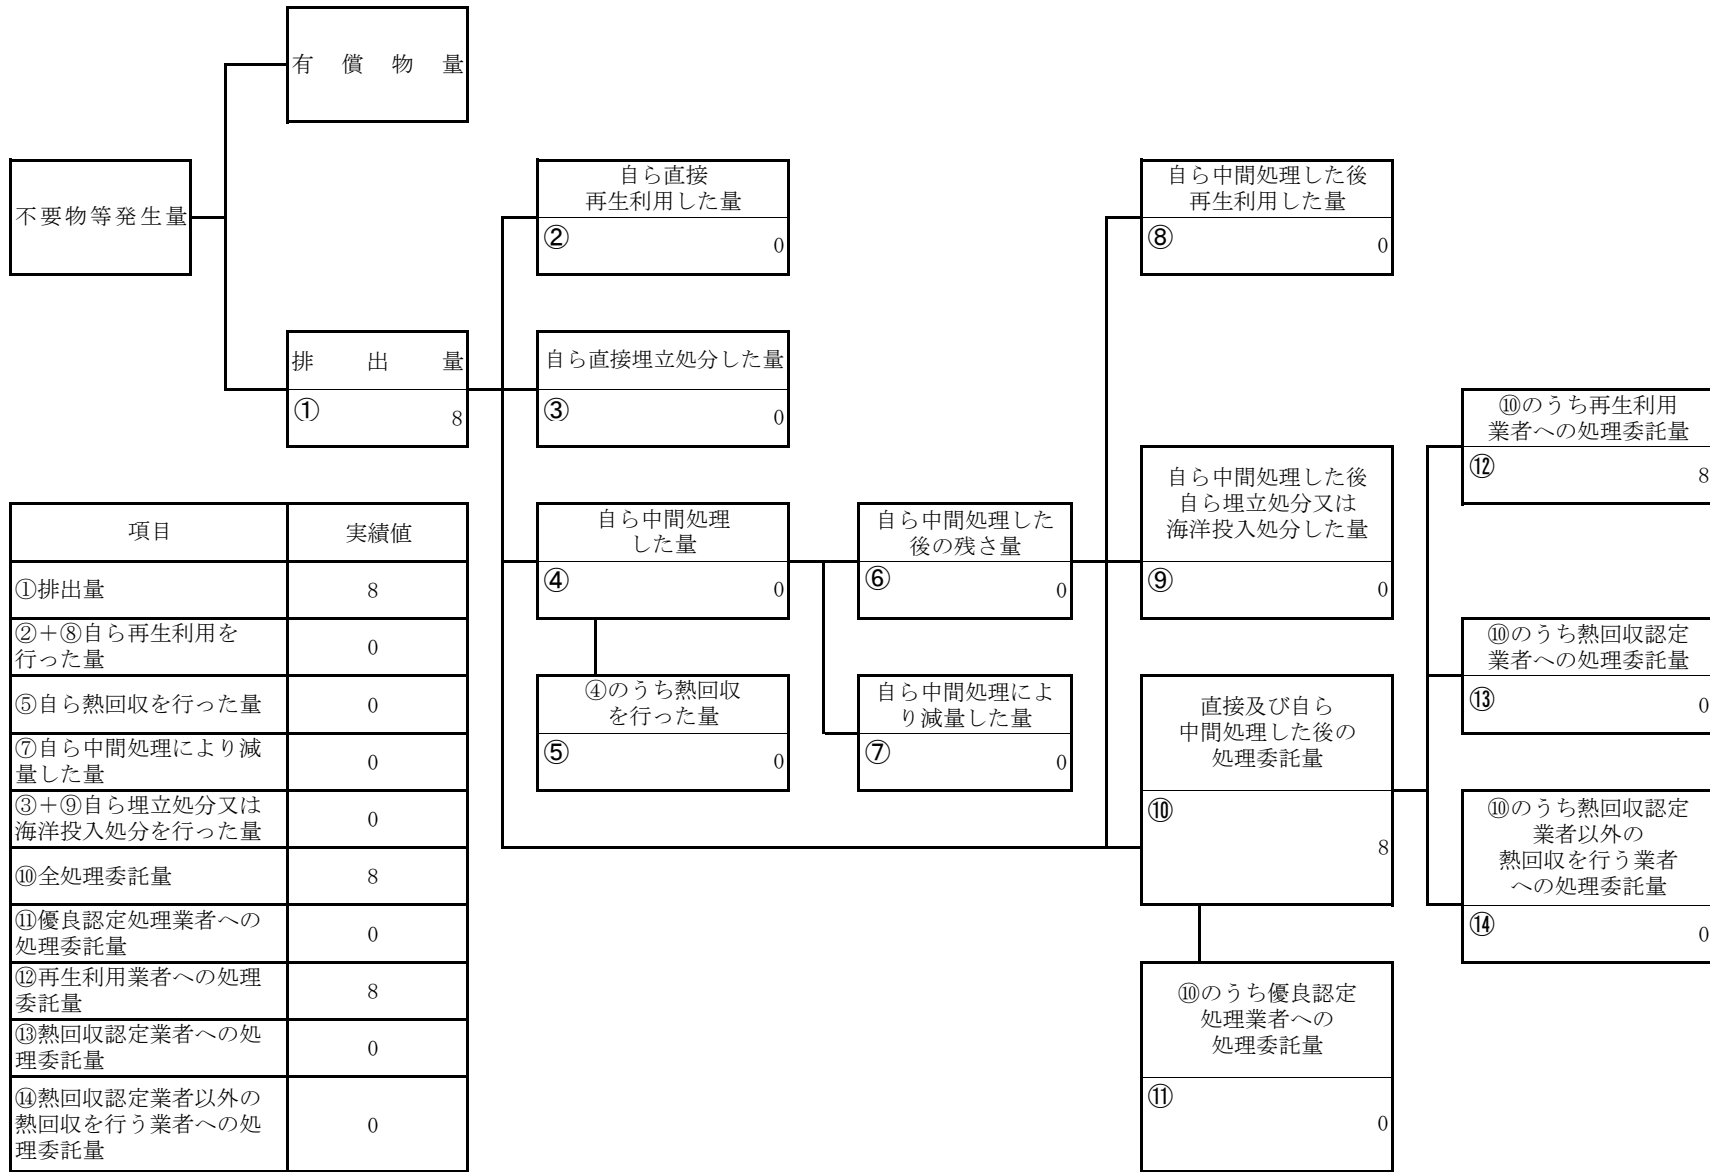 有償物量
不要物等発生量
排出量
①
8
自ら直接
再生利用した量
②
0
自ら直接埋立処分した量
③
0
自ら中間処理
した量
④
0
④のうち熱回収
を行った量
⑤
0
自ら中間処理した
後の残さ量
⑥
0
自ら中間処理によ
り減量した量
⑦
0
自ら中間処理した後
再生利用した量
⑧
0
自ら中間処理した後
自ら埋立処分又は
海洋投入処分した量
⑨
0
直接及び自ら
中間処理した後の
処理委託量
⑩
8
⑩のうち優良認定
処理業者への
処理委託量
⑪
0
⑩のうち再生利用
業者への処理委託量
⑫
8
⑩のうち熱回収認定
業者への処理委託量
⑬
0
⑩のうち熱回収認定
業者以外の
熱回収を行う業者
への処理委託量
⑭
0
項目 実績値
①排出量 8
②＋⑧自ら再生利用を
行った量 0
⑤自ら熱回収を行った量 0
⑦自ら中間処理により減
量した量 0
③＋⑨自ら埋立処分又は
海洋投入処分を行った量 0
⑩全処理委託量 8
⑪優良認定処理業者への
処理委託量 0
⑫再生利用業者への処理
委託量 8
⑬熱回収認定業者への処
理委託量 0
⑭熱回収認定業者以外の
熱回収を行う業者への処
理委託量 0